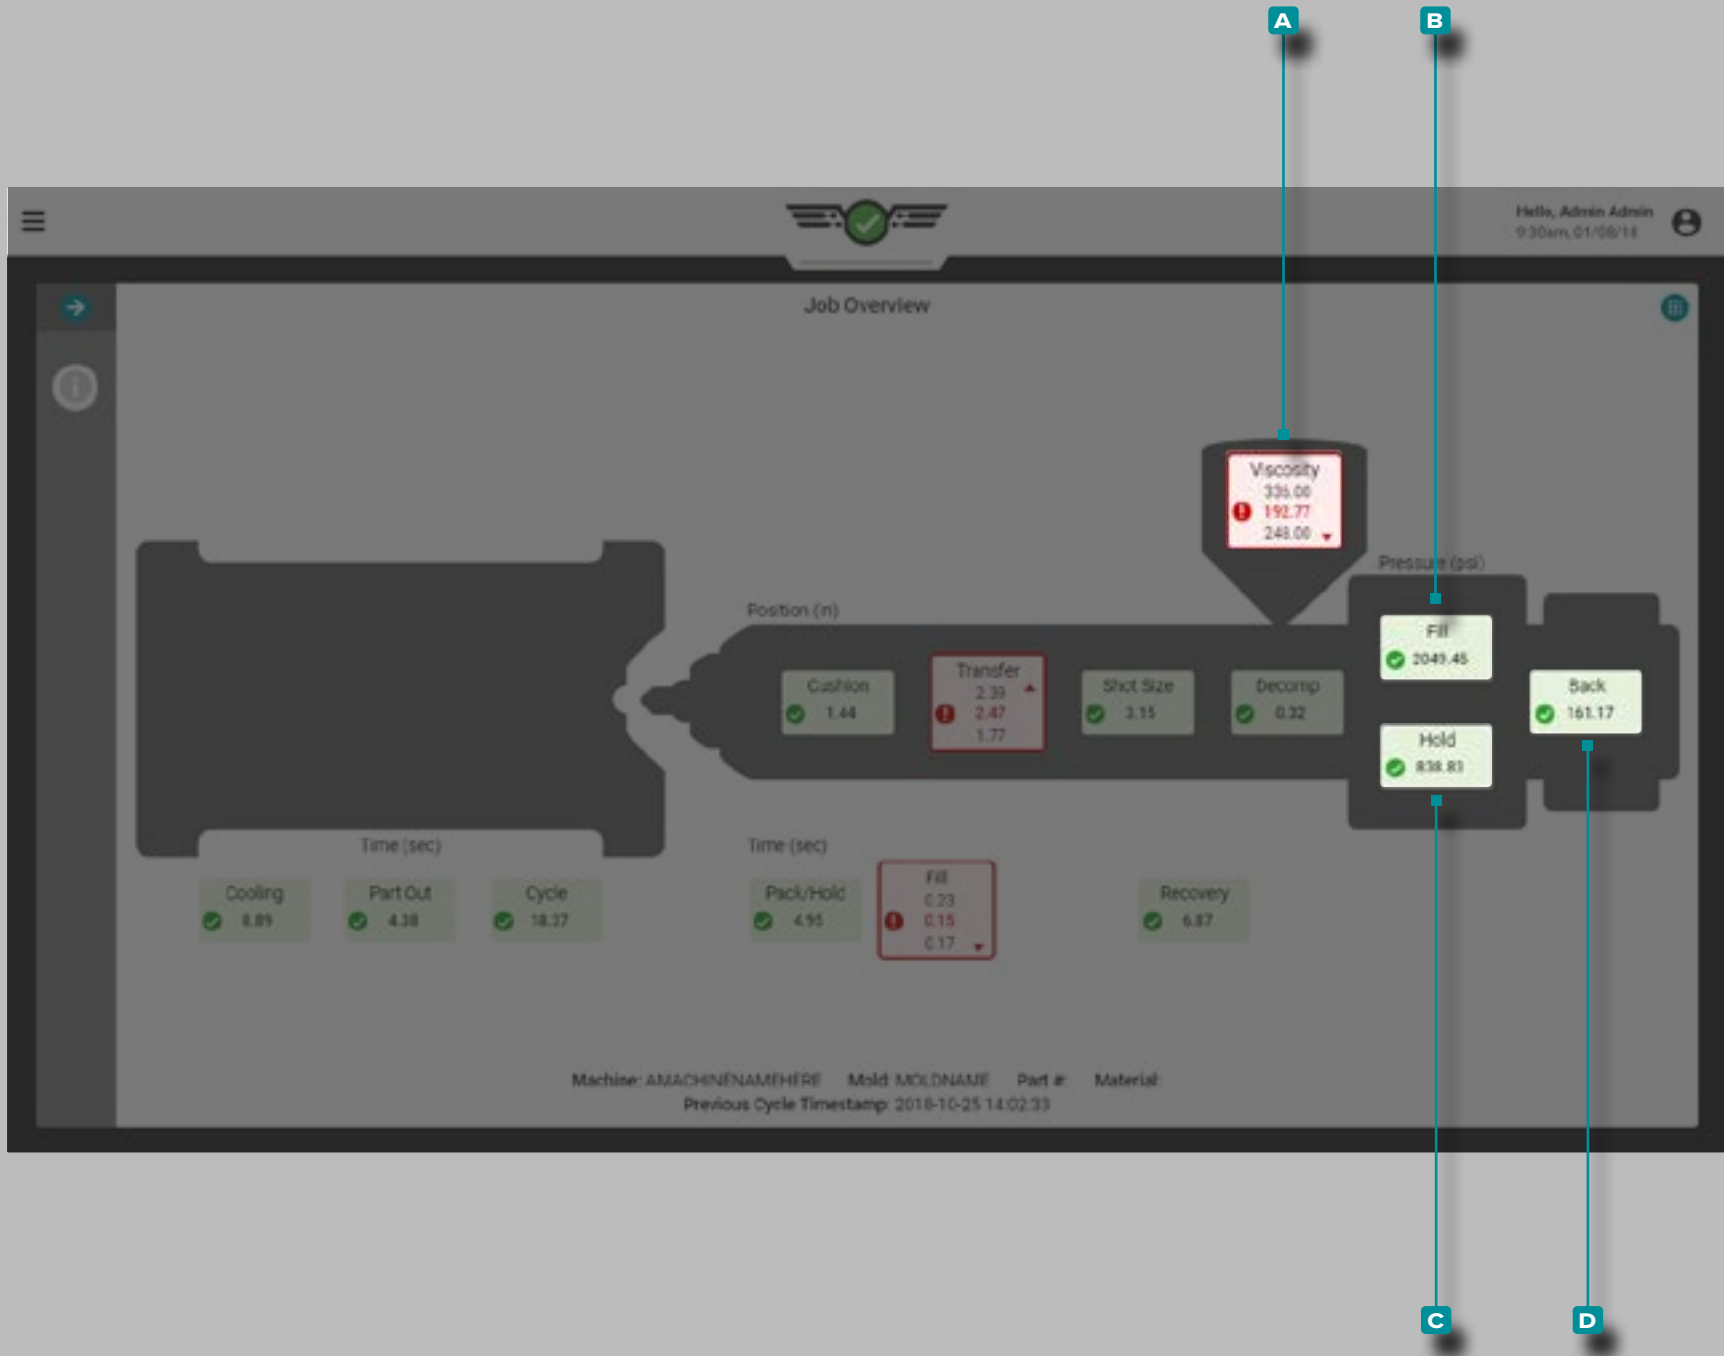 A
B
Hello, Admin Admin
9:30am, 01/08/18
Job Overview
Viscosity
336.00
192.77
248.00
Pressure (psi)
Position (in)
Fill
2049.45
Transfer
2.39
2.47
1.77
Cushion
1.44
Shot Size
3.15
Decomp
0.32
Back
161.17
Hold
838.83
Time (sec)
Time (sec)
Cooling
8.89
Part Out
4.38
Cycle
18.37
Pack/Hold
4.95
Fill
0.23
0.15
0.17
Recovery
6.87
Machine: AMACHINENAMEHERE Mold: MOLDNAME Part #: Material:
Previous Cycle Timestamp: 2018-10-25 14:02:33
C
D